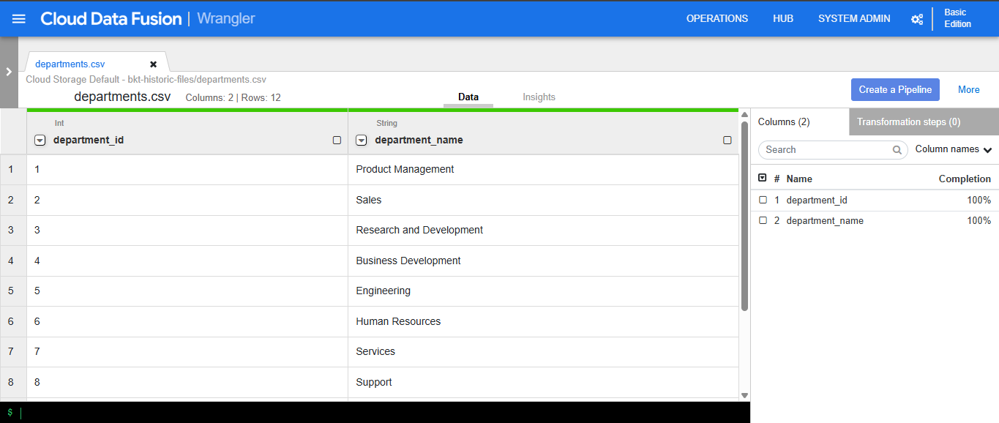 Cloud Data Fusion | Wrangler OPERATIONS HUB SYSTEM ADMIN Basic Edition
departments.csv
Cloud Storage Default - bkt-historic-files/departments.csv
departments.csv Columns: 2 | Rows: 12 Data Insights Create a Pipeline More
Int String
department_id department_name
1 1 Product Management
2 2 Sales
3 3 Research and Development
4 4 Business Development
5 5 Engineering
6 6 Human Resources
7 7 Services
8 8 Support
$
Columns (2) Transformation steps (0)
Search Column names
# Name Completion
1 department_id 100%
2 department_name 100%